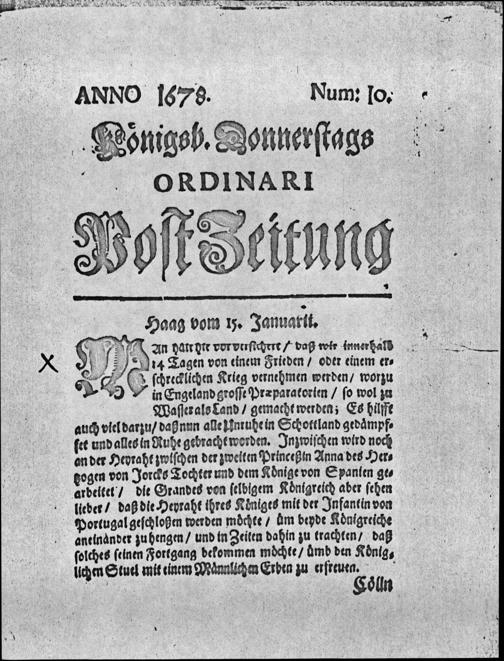 ANNO 1678. Num: 10.
Königsb. Donnerstags
ORDINARI
Post Zeitung
Haag vom 15. Januarii.
MAn hält hie vor versichert / daß wir innerhalb
14 Tagen von einem Frieden / oder einem er-
schrecklichen Krieg vernehmen werden / worzu
in Engeland grosse Præparatorien / so wol zu
Wasser als Land / gemacht werden; Es hilfft
auch viel darzu / daß nun alle Unruhe in Schottland gedämpf-
fet und alles in Ruhe gebracht worden. Inzwischen wird noch
an der Heyraht zwischen der zweiten Princeßin Anna des Her-
tzogen von Jorcks Tochter und dem Könige von Spanien ge-
arbeitet / die Grandes von selbigem Königreich aber sehen
lieber / daß die Heyraht ihres Königes mit der Infantin von
Portugal geschloßen werden möchte / üm beyde Königreiche
aneinander zu hengen / und in Zeiten dahin zu trachten / daß
solches seinen Fortgang bekommen möchte / ümb den König-
lichen Stuel mit einem Männlichen Erben zu erfreuen.
Cölln